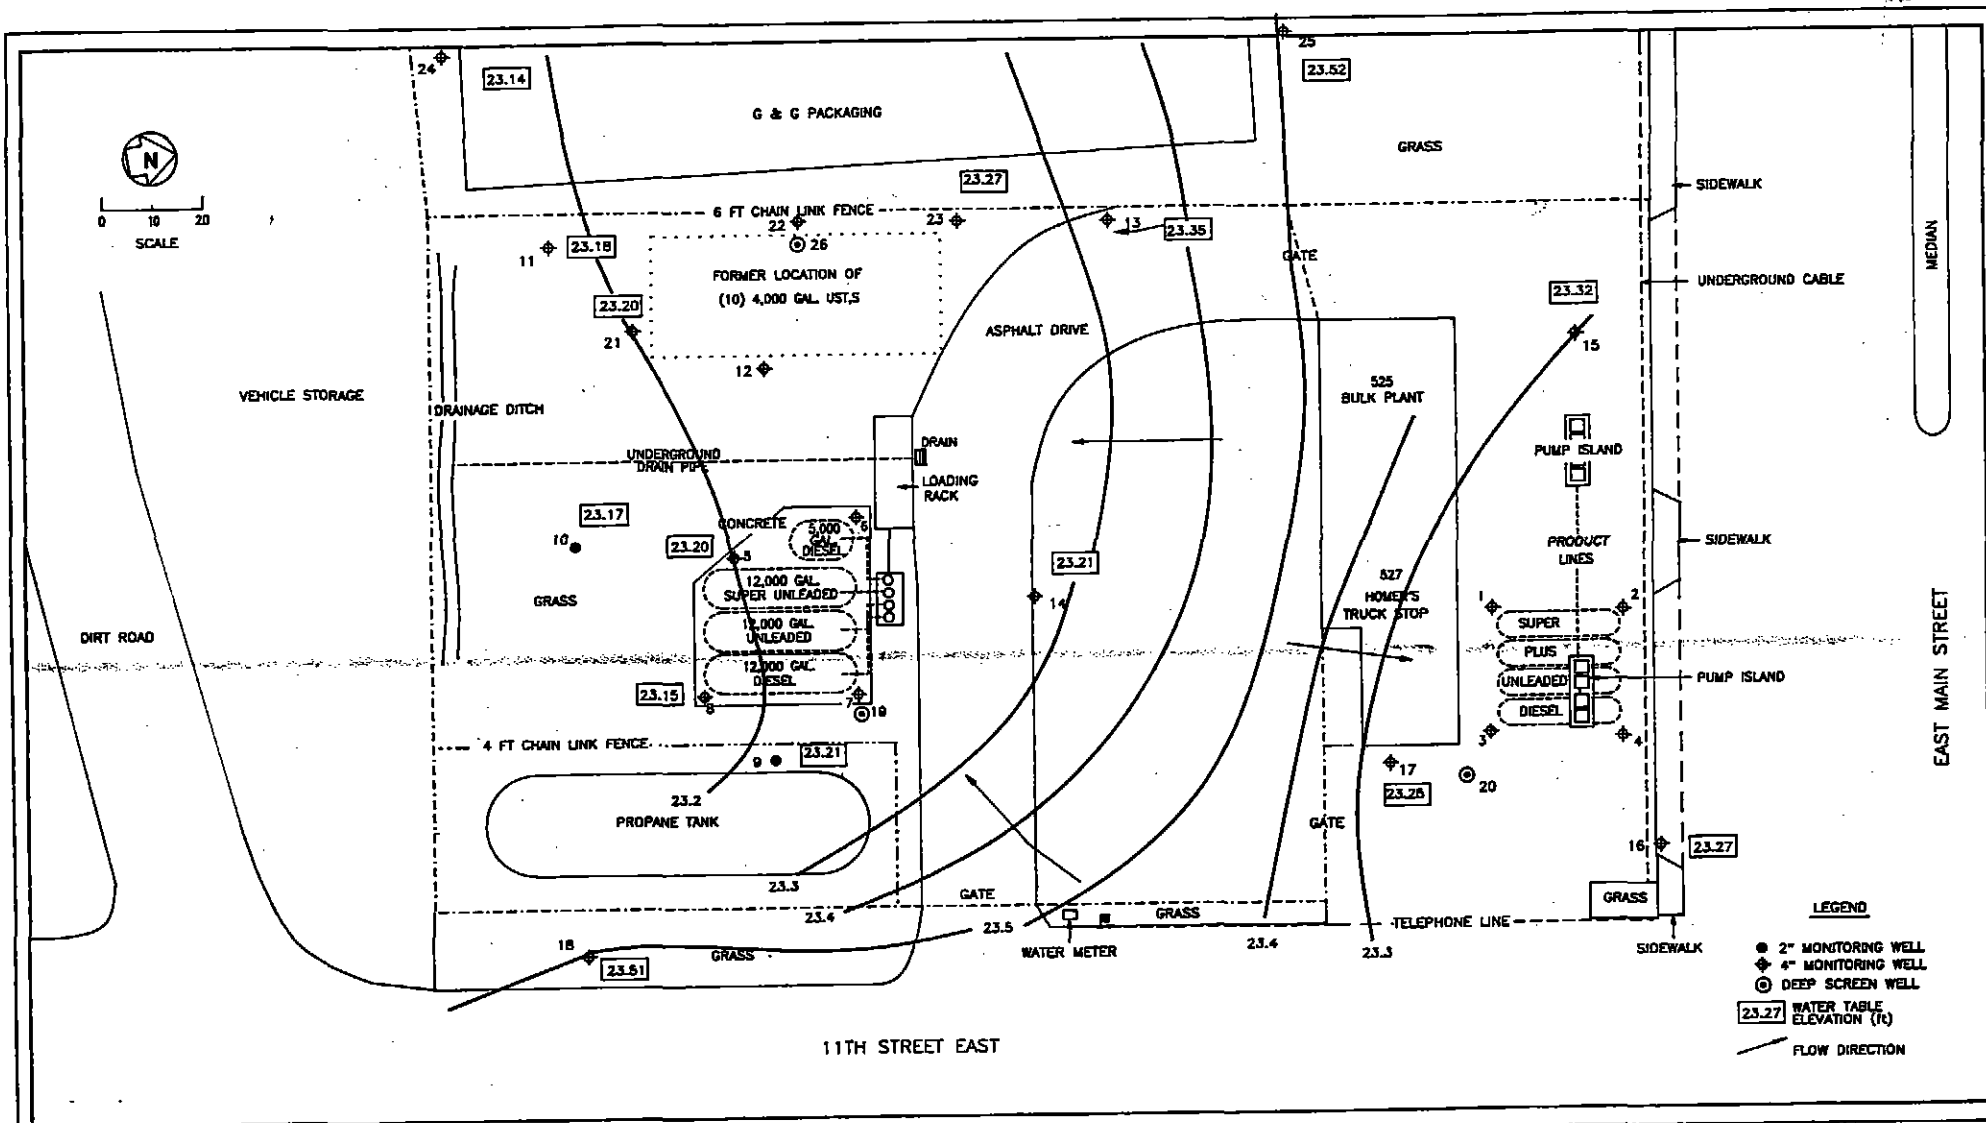 25
24
23.14
23.52
G & G PACKAGING
GRASS
N
0 10 20
SCALE
23.27
SIDEWALK
MEDIAN
6 FT CHAIN LINK FENCE
22
23
13
26
23.35
11
23.18
GATE
FORMER LOCATION OF
(10) 4,000 GAL. UST,S
UNDERGROUND CABLE
23.32
23.20
21
ASPHALT DRIVE
15
12
VEHICLE STORAGE
DRAINAGE DITCH
525
BULK PLANT
DRAIN
UNDERGROUND
DRAIN PIPE
PUMP ISLAND
LOADING
RACK
23.17
10
CONCRETE
6
5,000
GAL.
DIESEL
23.20
5
PRODUCT
LINES
SIDEWALK
23.21
14
12,000 GAL.
SUPER UNLEADED
GRASS
527
HOMER'S
TRUCK STOP
1
2
SUPER
12,000 GAL.
UNLEADED
DIRT ROAD
PLUS
12,000 GAL.
DIESEL
UNLEADED
PUMP ISLAND
EAST MAIN STREET
23.15
8
7
19
DIESEL
3
4
4 FT CHAIN LINK FENCE
9
23.21
17
20
23.2
PROPANE TANK
GATE
16
23.27
23.3
GATE
GRASS
23.4
GRASS
TELEPHONE LINE
LEGEND
23.5
18
GRASS
WATER METER
23.4
23.3
SIDEWALK
23.51
2" MONITORING WELL
4" MONITORING WELL
DEEP SCREEN WELL
23.27 WATER TABLE
ELEVATION (ft)
FLOW DIRECTION
11TH STREET EAST